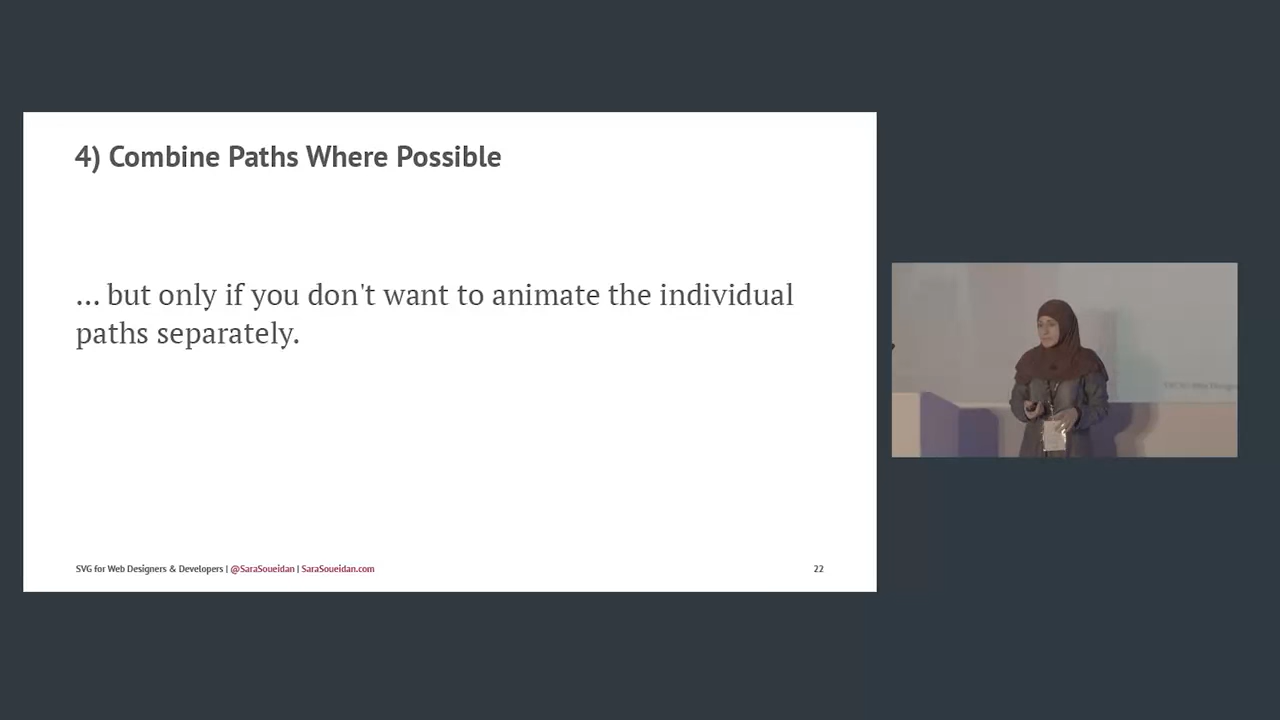 4) Combine Paths Where Possible
... but only if you don't want to animate the individual
paths separately.
SVG for Web Designers & Developers | @SaraSoueidan | SaraSoueidan.com
22